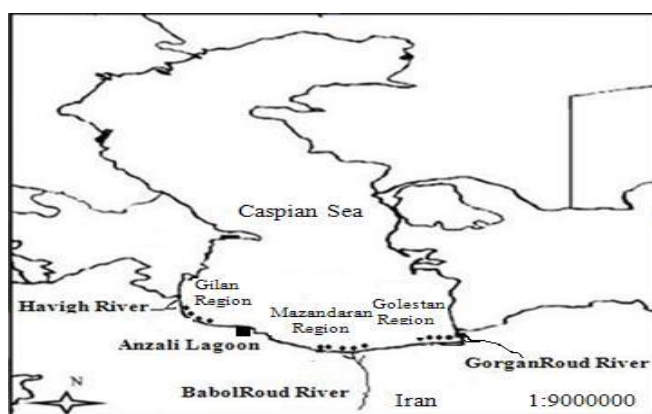 Caspian Sea
Gilan
Region
Havigh River
Mazandaran
Region
Golestan
Region
Anzali Lagoon
GorganRoud River
BabolRoud River
Iran
1:9000000
N